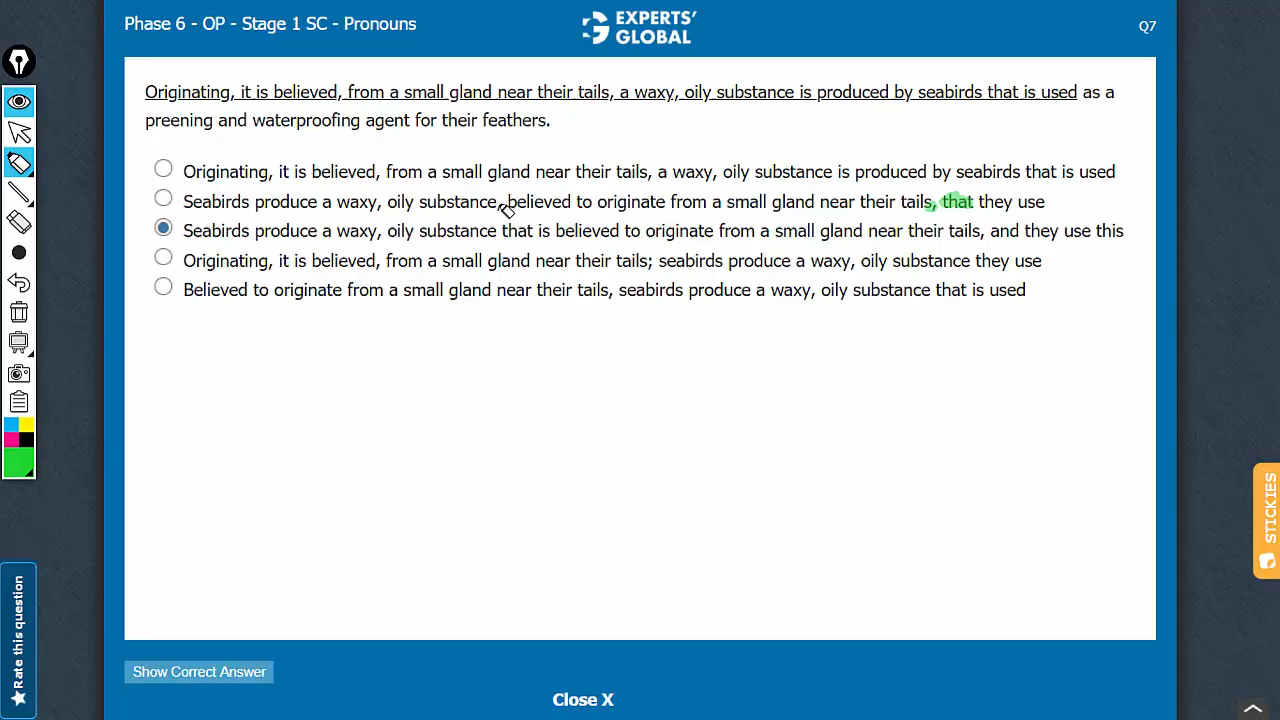 Phase 6 - OP - Stage 1 SC - Pronouns
EXPERTS'
GLOBAL
Q7
Originating, it is believed, from a small gland near their tails, a waxy, oily substance is produced by seabirds that is used as a
preening and waterproofing agent for their feathers.
Originating, it is believed, from a small gland near their tails, a waxy, oily substance is produced by seabirds that is used
Seabirds produce a waxy, oily substance, believed to originate from a small gland near their tails, that they use
Seabirds produce a waxy, oily substance that is believed to originate from a small gland near their tails, and they use this
Originating, it is believed, from a small gland near their tails; seabirds produce a waxy, oily substance they use
Believed to originate from a small gland near their tails, seabirds produce a waxy, oily substance that is used
STICKIES
Rate this question
Show Correct Answer
Close X